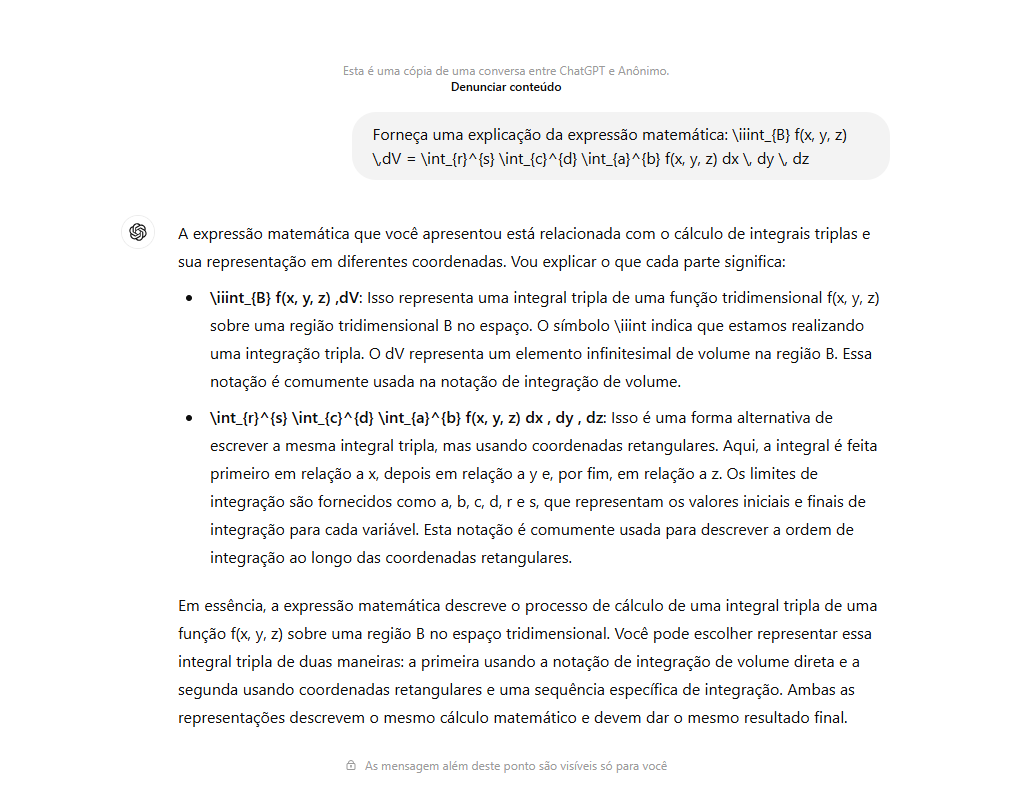 Esta é uma cópia de uma conversa entre ChatGPT e Anônimo.
Denunciar conteúdo
Forneça uma explicação da expressão matemática: \iiint_{B} f(x, y, z)
\,dV = \int_{r}^{s} \int_{c}^{d} \int_{a}^{b} f(x, y, z) dx \, dy \, dz
A expressão matemática que você apresentou está relacionada com o cálculo de integrais triplas e
sua representação em diferentes coordenadas. Vou explicar o que cada parte significa:
• \iiint_{B} f(x, y, z) ,dV: Isso representa uma integral tripla de uma função tridimensional f(x, y, z)
sobre uma região tridimensional B no espaço. O símbolo \iiint indica que estamos realizando
uma integração tripla. O dV representa um elemento infinitesimal de volume na região B. Essa
notação é comumente usada na notação de integração de volume.
• \int_{r}^{s} \int_{c}^{d} \int_{a}^{b} f(x, y, z) dx , dy , dz: Isso é uma forma alternativa de
escrever a mesma integral tripla, mas usando coordenadas retangulares. Aqui, a integral é feita
primeiro em relação a x, depois em relação a y e, por fim, em relação a z. Os limites de
integração são fornecidos como a, b, c, d, r e s, que representam os valores iniciais e finais de
integração para cada variável. Esta notação é comumente usada para descrever a ordem de
integração ao longo das coordenadas retangulares.
Em essência, a expressão matemática descreve o processo de cálculo de uma integral tripla de uma
função f(x, y, z) sobre uma região B no espaço tridimensional. Você pode escolher representar essa
integral tripla de duas maneiras: a primeira usando a notação de integração de volume direta e a
segunda usando coordenadas retangulares e uma sequência específica de integração. Ambas as
representações descrevem o mesmo cálculo matemático e devem dar o mesmo resultado final.
As mensagem além deste ponto são visíveis só para você